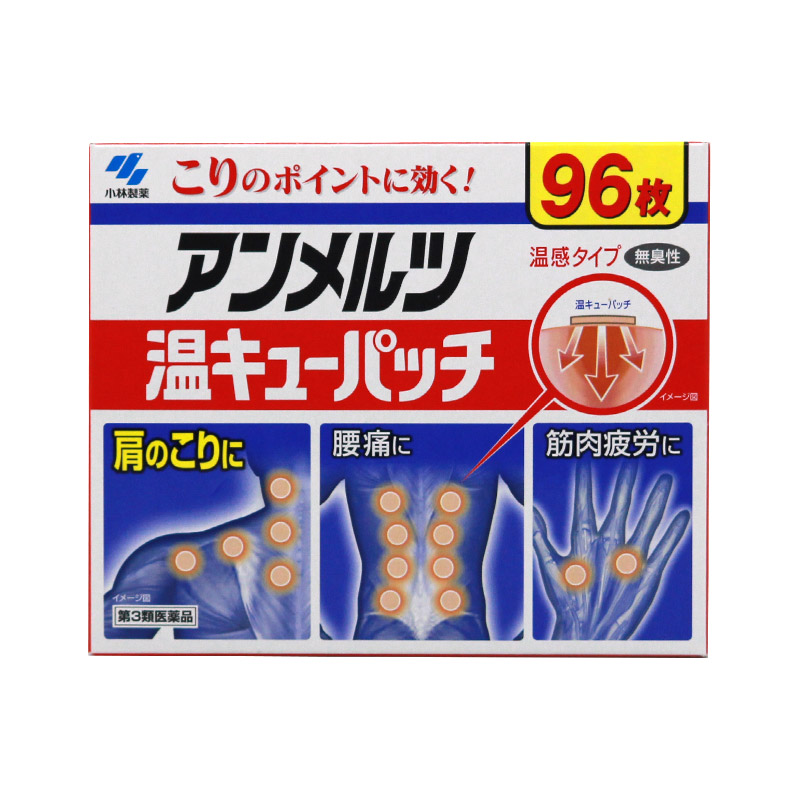 小林製薬
こりのポイントに効く!
96枚
アンメルツ
温感タイプ 無臭性
温キューパッチ
温キューパッチ
イメージ図
肩のこりに
腰痛に
筋肉疲労に
イメージ図
第3類医薬品